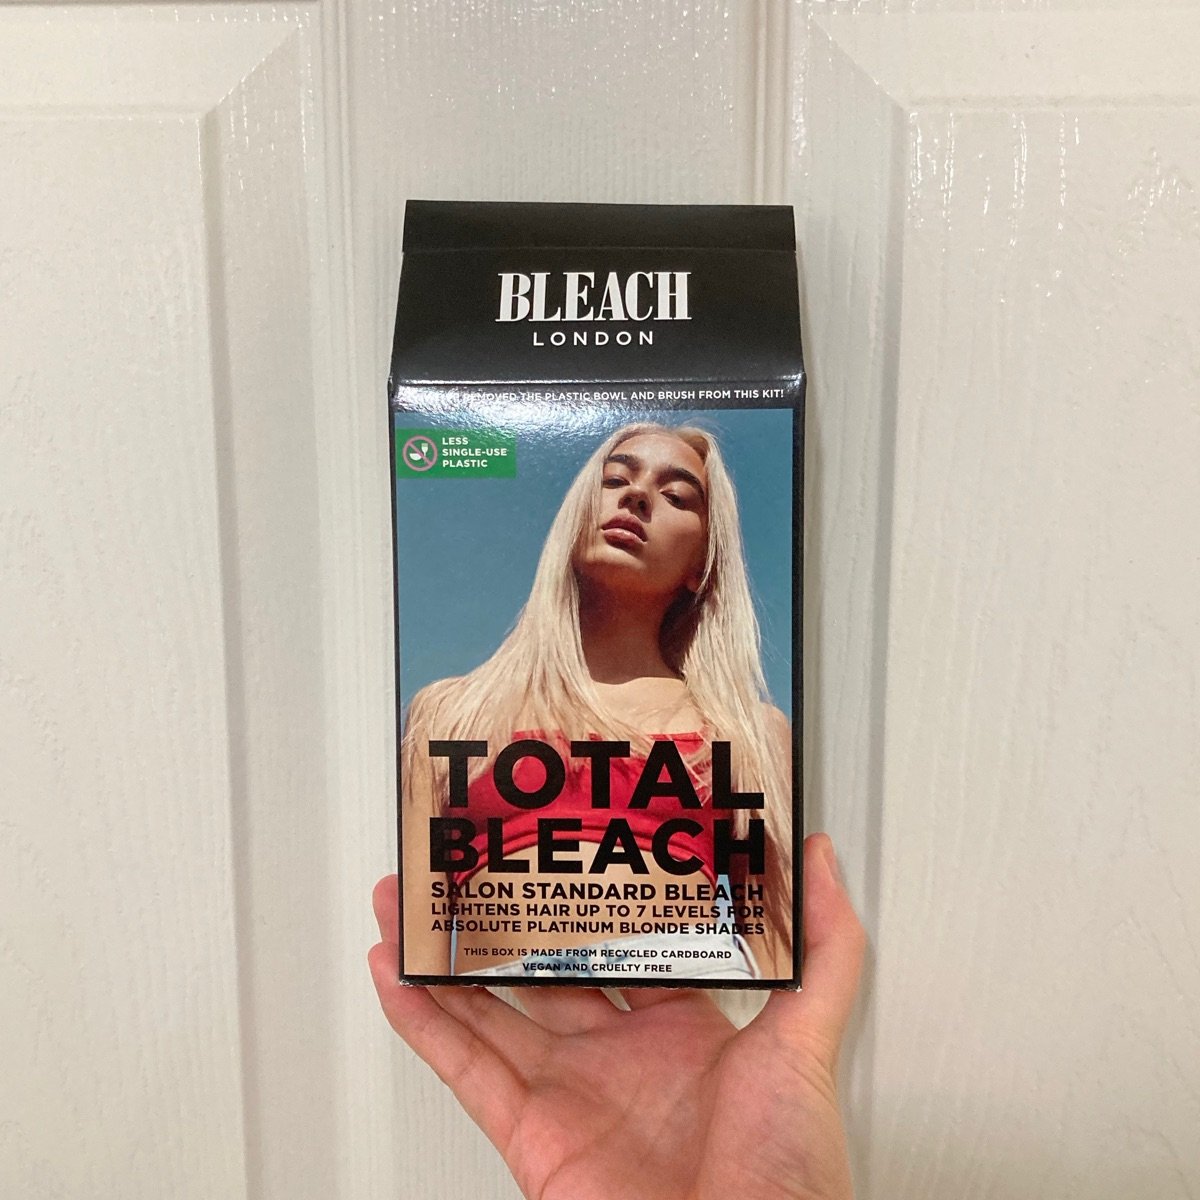 BLEACH
LONDON
REMOVED THE PLASTIC BOWL AND BRUSH FROM THIS KIT!
LESS
SINGLE-USE
PLASTIC
TOTAL
BLEACH
SALON STANDARD BLEACH
LIGHTENS HAIR UP TO 7 LEVELS FOR
ABSOLUTE PLATINUM BLONDE SHADES
THIS BOX IS MADE FROM RECYCLED CARDBOARD
VEGAN AND CRUELTY FREE